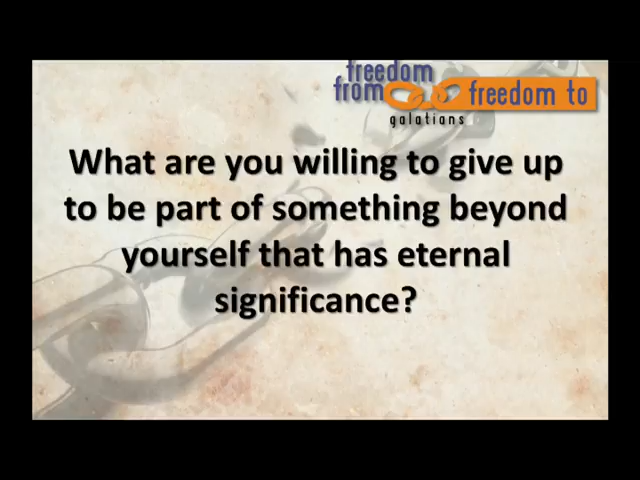 freedom
from
freedom to
galatians
What are you willing to give up
to be part of something beyond
yourself that has eternal
significance?